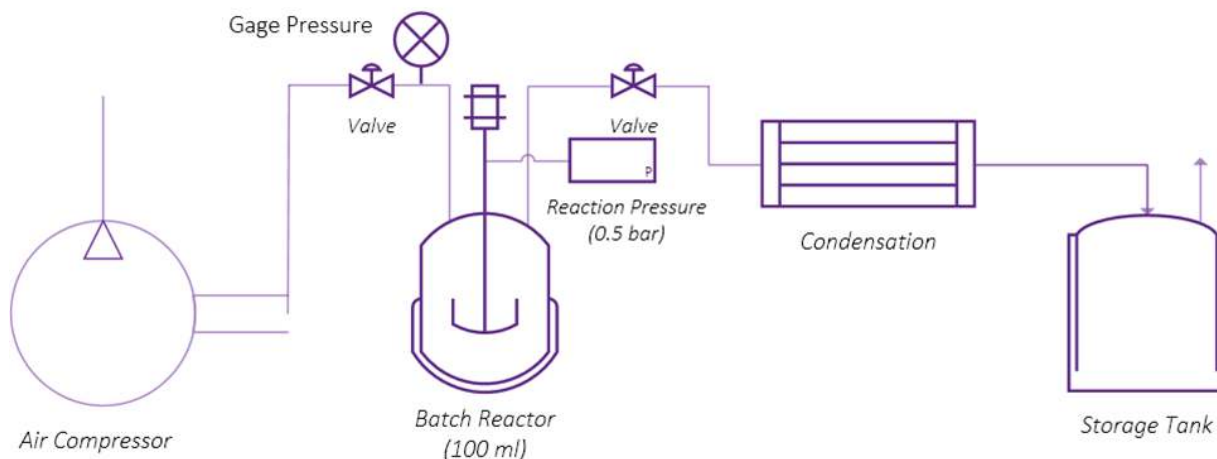 Gage Pressure
Valve
Valve
P
Reaction Pressure
(0.5 bar)
Condensation
Air Compressor
Batch Reactor
(100 ml)
Storage Tank